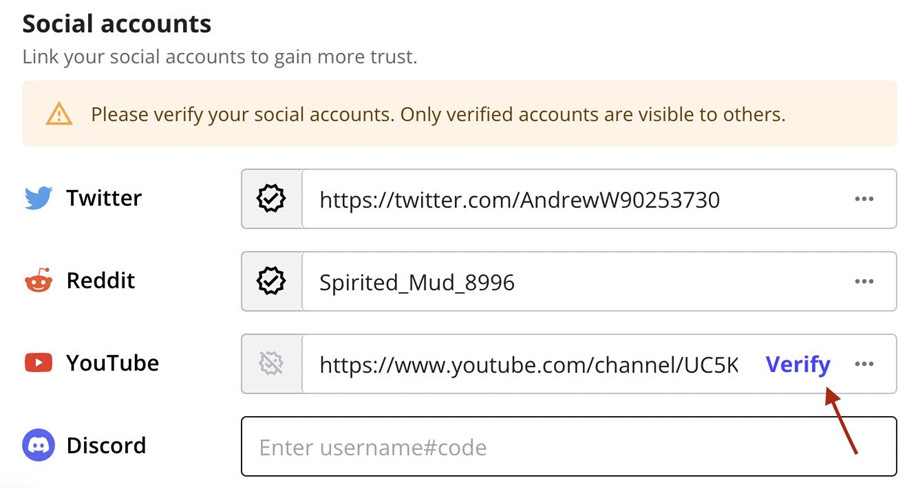 Social accounts
Link your social accounts to gain more trust.
Please verify your social accounts. Only verified accounts are visible to others.
Twitter https://twitter.com/AndrewW90253730 ...
Reddit Spirited_Mud_8996 ...
YouTube https://www.youtube.com/channel/UC5K Verify ...
Discord Enter username#code